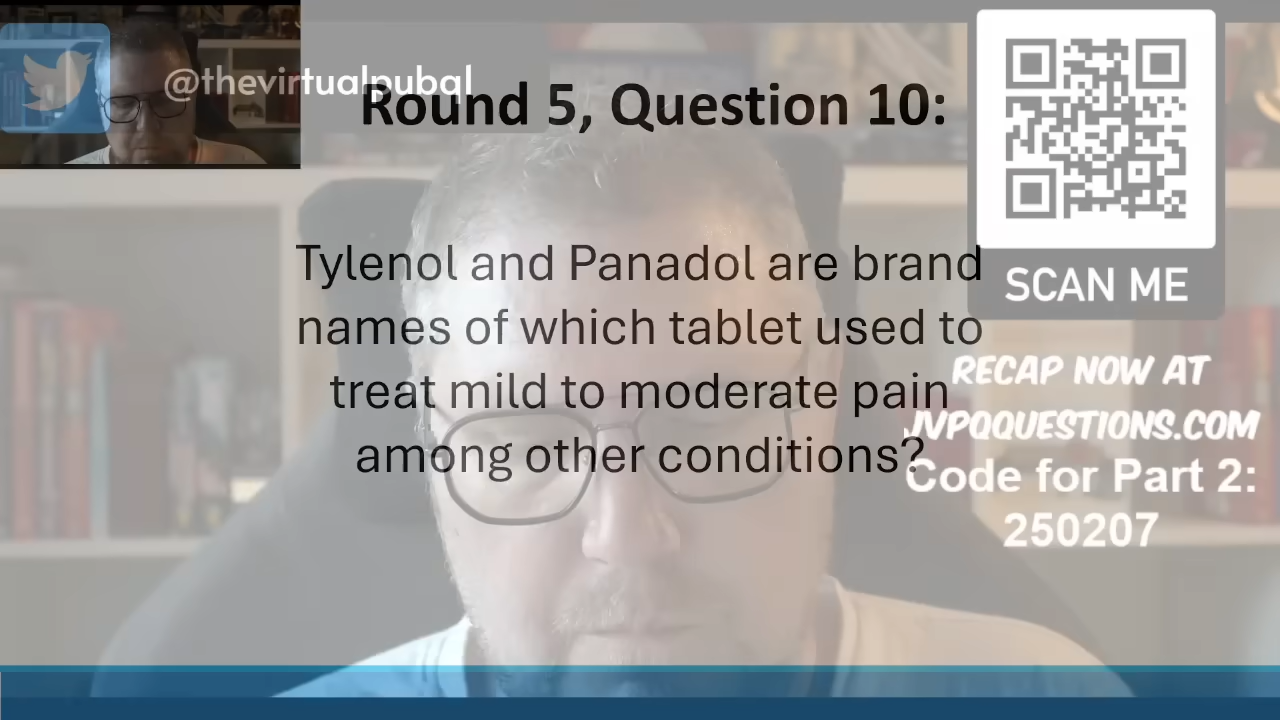 @thevirtualpubql
Round 5, Question 10:
Tylenol and Panadol are brand
names of which tablet used to
treat mild to moderate pain
among other conditions?
SCAN ME
RECAP NOW AT
JVPQQUESTIONS.COM
Code for Part 2:
250207